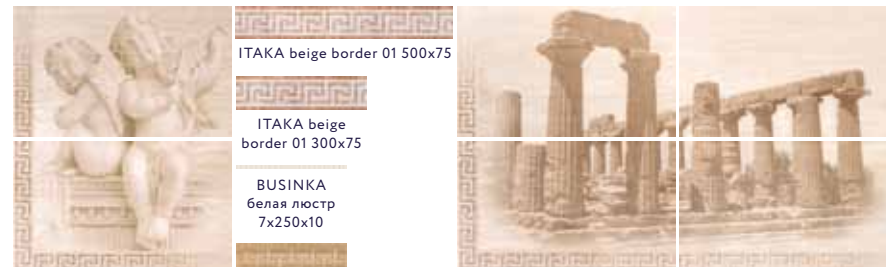 ITAKA beige border 01 500x75
ITAKA beige
border 01 300x75
BUSINKA
белая люстр
7x250x10